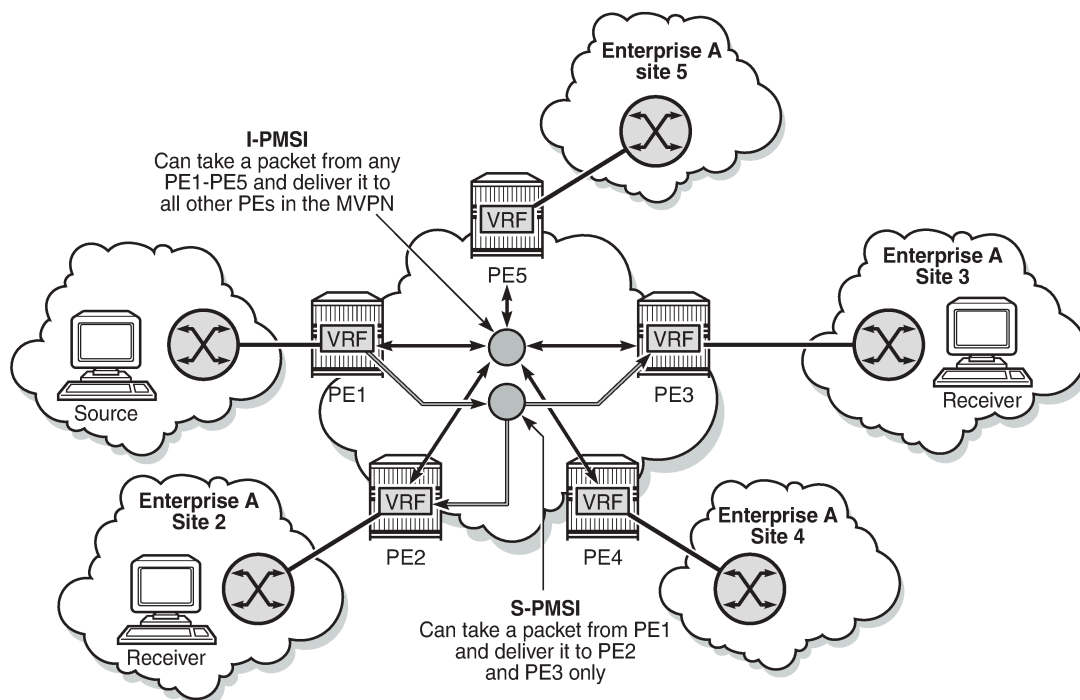 Enterprise A
site 5
I-PMSI
Can take a packet from any
PE1-PE5 and deliver it to
all other PEs in the MVPN
VRF
PE5
Enterprise A
Site 3
VRF
VRF
PE1
PE3
Source
Receiver
Enterprise A
Site 2
VRF
VRF
Enterprise A
Site 4
PE2
PE4
Receiver
S-PMSI
Can take a packet from PE1
and deliver it to PE2
and PE3 only